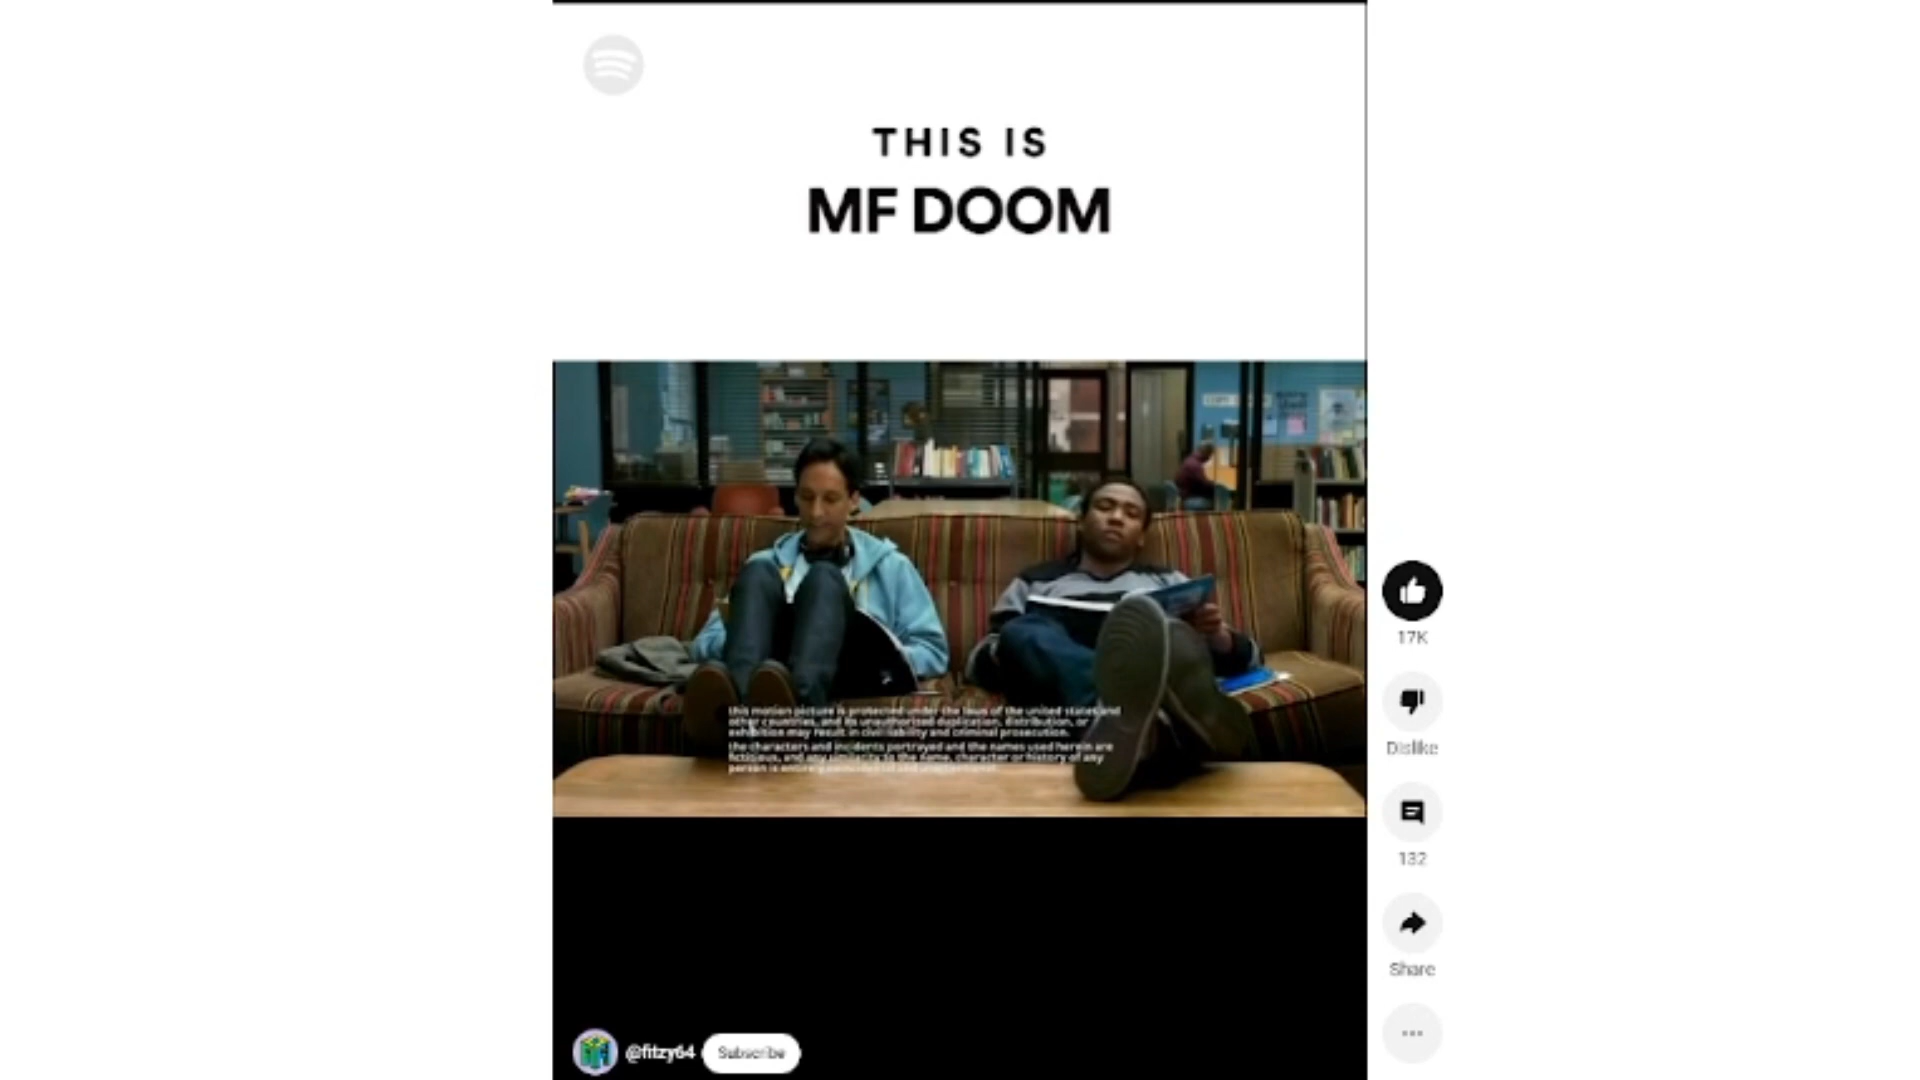 THIS IS
MF DOOM
this motion picture is protected under the laws of the united states and
other countries, and its unauthorized duplication, distribution, or
exhibition may result in civil liability and criminal prosecution.
the characters and incidents portrayed and the names used herein are
fictitious, and any similarity to the name, character or history of any
person is entirely
17K
Dislike
132
Share
@fitzy64 Subscribe